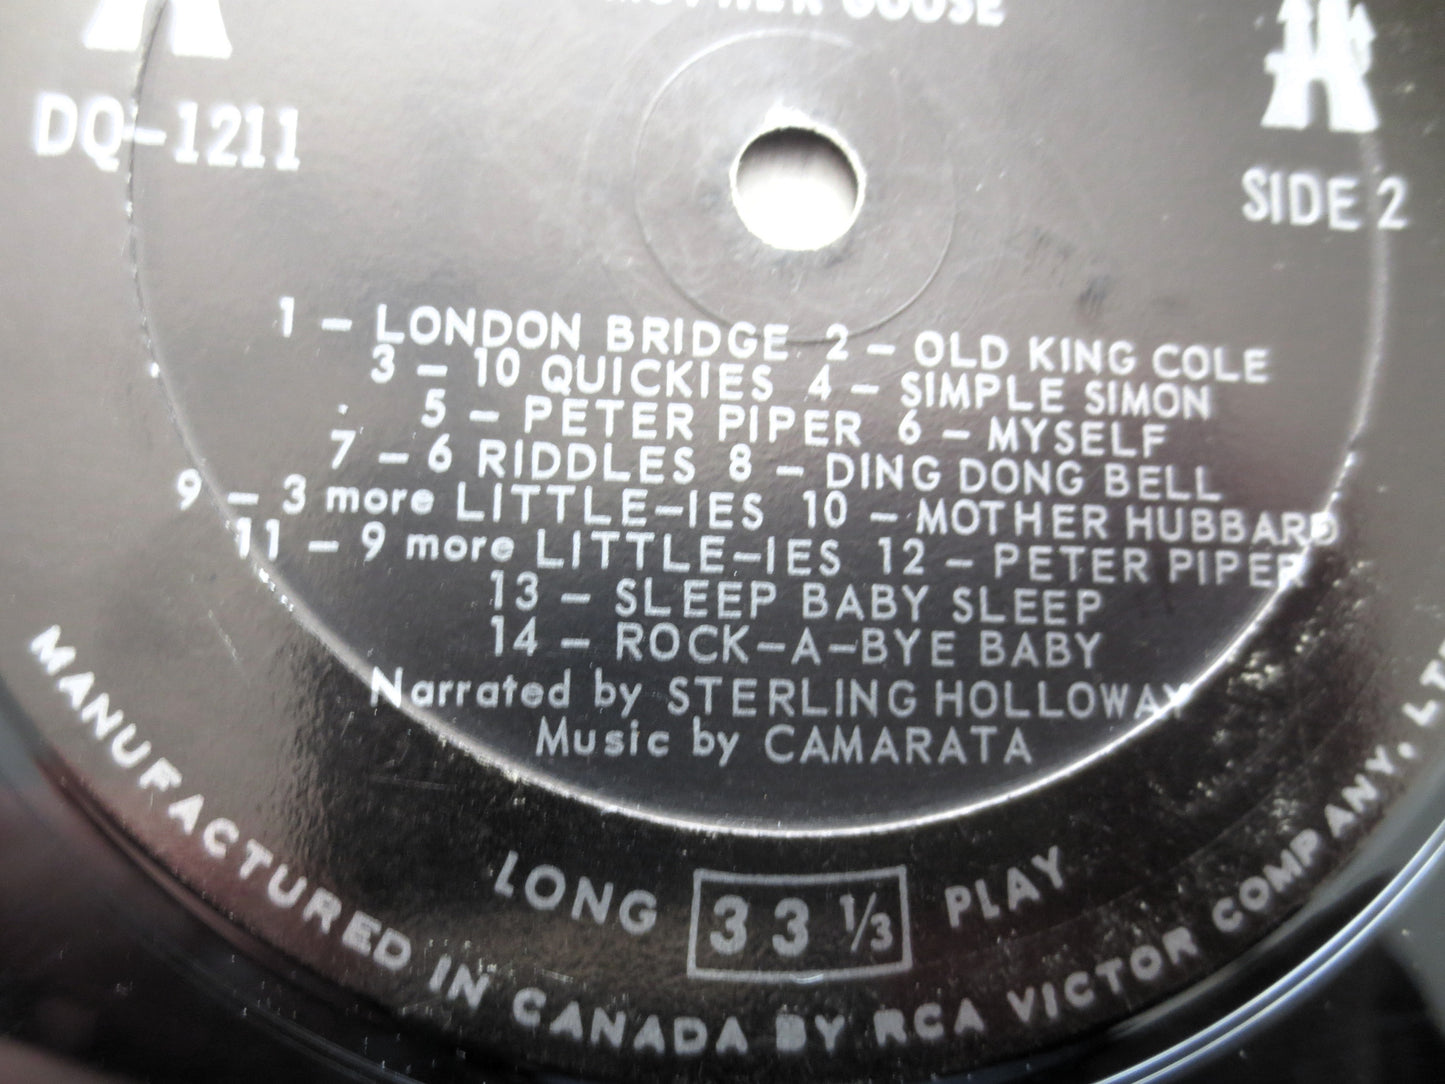 MOTHER GOOSE
DQ-1211
SIDE 2
1 - LONDON BRIDGE 2 - OLD KING COLE
3 - 10 QUICKIES 4 - SIMPLE SIMON
5 - PETER PIPER 6 - MYSELF
7 - 6 RIDDLES 8 - DING DONG BELL
9 - 3 more LITTLE-IES 10 - MOTHER HUBBARD
11 - 9 more LITTLE-IES 12 - PETER PIPER
13 - SLEEP BABY SLEEP
14 - ROCK-A-BYE BABY
Narrated by STERLING HOLLOWAY
Music by CAMARATA
LONG 33 1/3 PLAY
MANUFACTURED IN CANADA BY RCA VICTOR COMPANY, LTD